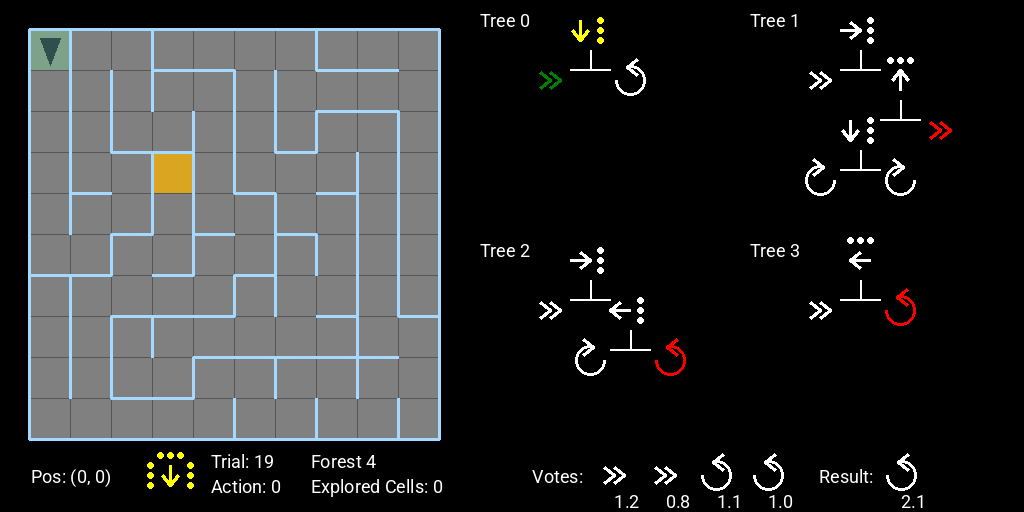 Tree 0
Tree 1
Tree 2
Tree 3
Pos: (0, 0)
Trial: 19
Forest 4
Action: 0
Explored Cells: 0
Votes:
1.2
0.8
1.1
1.0
Result:
2.1